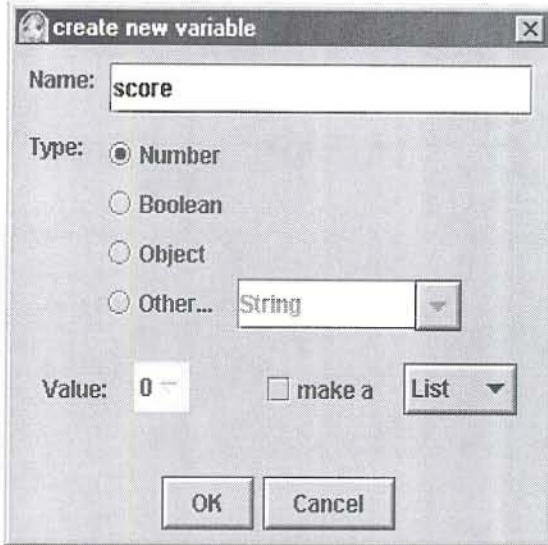 create new variable
Name: score
Type: Number
Boolean
Object
Other... String
Value: 0 make a List
OK Cancel